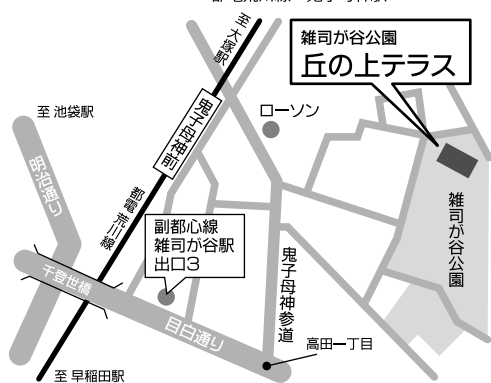 至 大塚駅
雑司が谷公園
丘の上テラス
ローソン
至 池袋駅
鬼子母神前
明治通り
都電 荒川線
副都心線
雑司が谷駅
出口3
雑司が谷公園
鬼子母神参道
千登世橋
目白通り
高田一丁目
至 早稲田駅